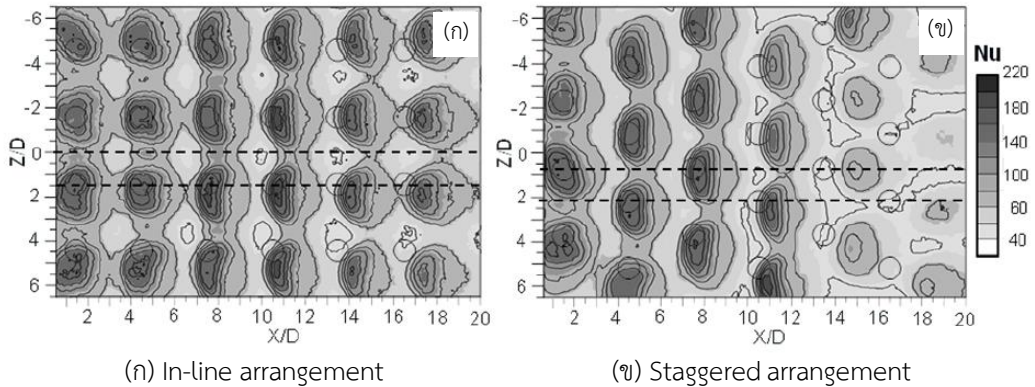 (ก)
-6
-4
-2
0
2
4
6
Z/D
2 4 6 8 10 12 14 16 18 20
X/D
(ก) In-line arrangement
(ข)
-6
-4
-2
0
2
4
6
Z/D
2 4 6 8 10 12 14 16 18 20
X/D
(ข) Staggered arrangement
Nu
220
180
140
100
80
60
40